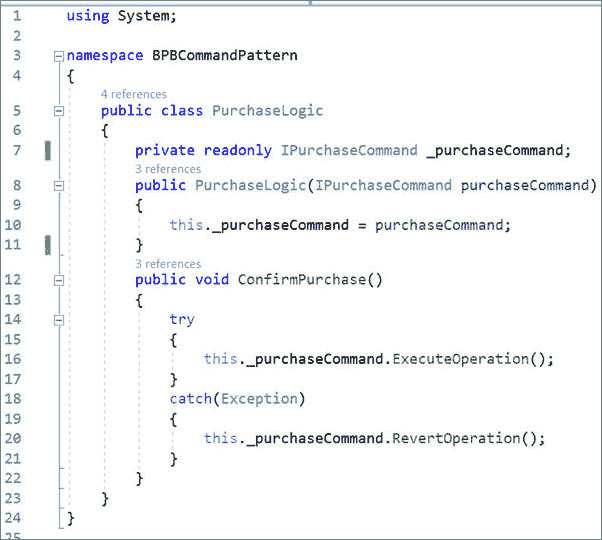 1 using System;
2
3 namespace BPBCommandPattern
4 {
4 references
5 public class PurchaseLogic
6 {
7 private readonly IPurchaseCommand _purchaseCommand;
3 references
8 public PurchaseLogic(IPurchaseCommand purchaseCommand)
9 {
10 this._purchaseCommand = purchaseCommand;
11 }
3 references
12 public void ConfirmPurchase()
13 {
14 try
15 {
16 this._purchaseCommand.ExecuteOperation();
17 }
18 catch(Exception)
19 {
20 this._purchaseCommand.RevertOperation();
21 }
22 }
23 }
24 }
25